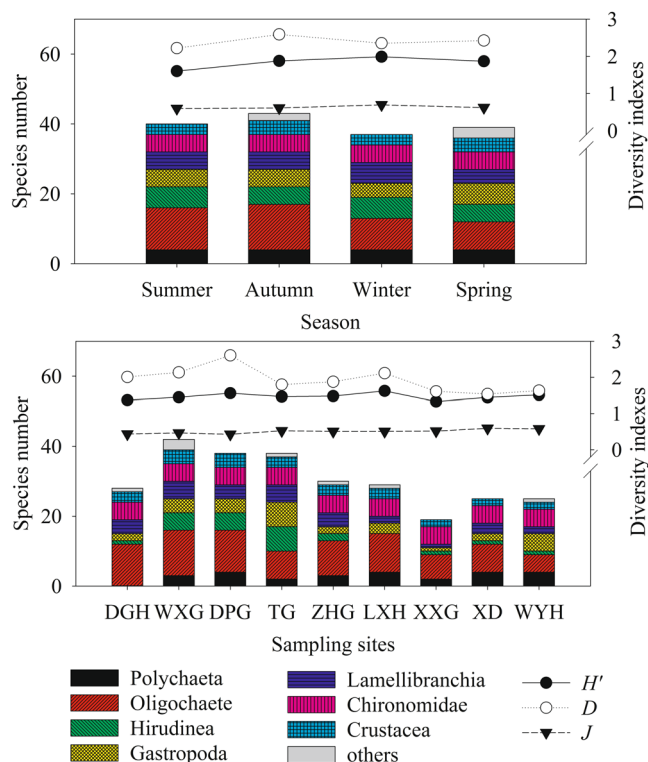 3
60
2
Species number
Diversity indexes
40
1
0
20
0
Summer Autumn Winter Spring
Season
3
60
2
Species number
Diversity indexes
40
1
0
20
0
DGH WXG DPG TG ZHG LXH XXG XD WYH
Sampling sites
Polychaeta Lamellibranchia H′
Oligochaete Chironomidae D
Hirudinea Crustacea J
Gastropoda others